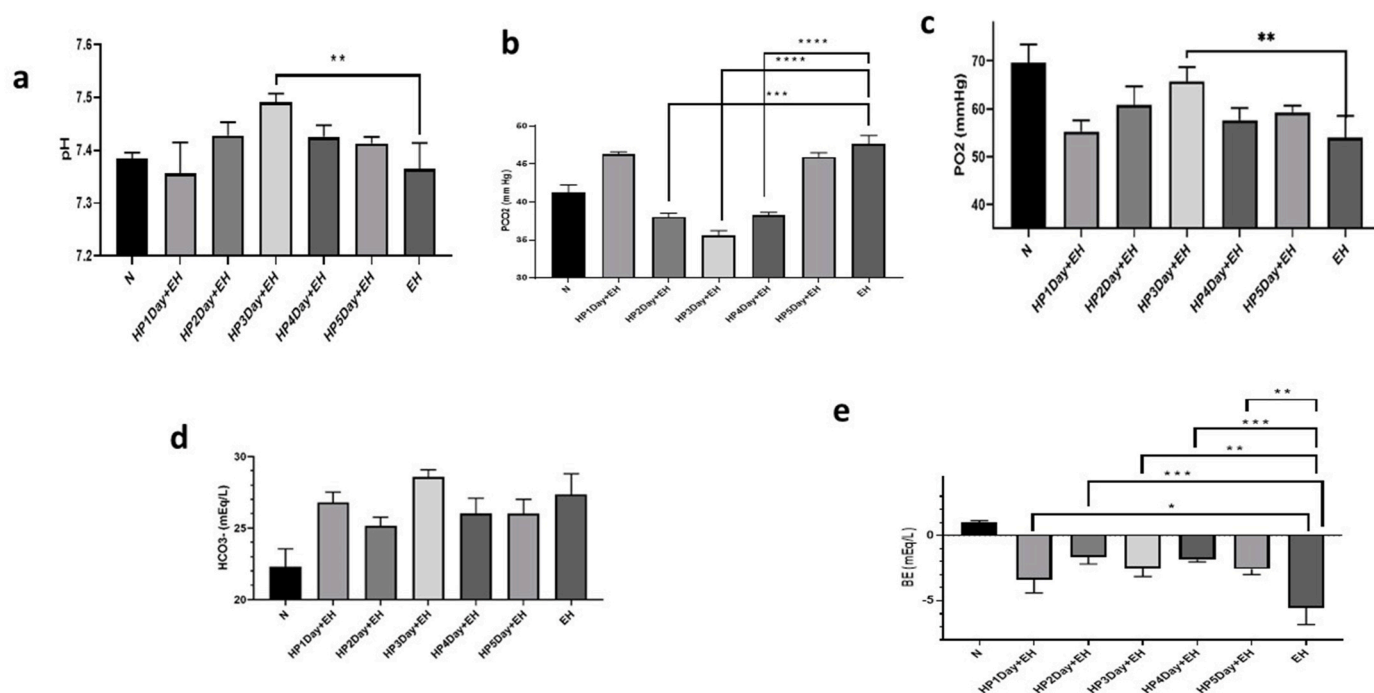 a
7.6
7.5
7.4
7.3
7.2
pH
**
N
HP1Day+EH
HP2Day+EH
HP3Day+EH
HP4Day+EH
HP5Day+EH
EH
b
60
46
40
36
30
PCO2 (mm Hg)
****
****
***
N
HP1Day+EH
HP2Day+EH
HP3Day+EH
HP4Day+EH
HP5Day+EH
EH
c
70
60
50
40
PO2 (mmHg)
**
N
HP1Day+EH
HP2Day+EH
HP3Day+EH
HP4Day+EH
HP5Day+EH
EH
d
30
25
20
HCO3- (mEq/L)
N
HP1Day+EH
HP2Day+EH
HP3Day+EH
HP4Day+EH
HP5Day+EH
EH
e
0
-5
BE (mEq/L)
**
***
**
***
*
N
HP1Day+EH
HP2Day+EH
HP3Day+EH
HP4Day+EH
HP5Day+EH
EH